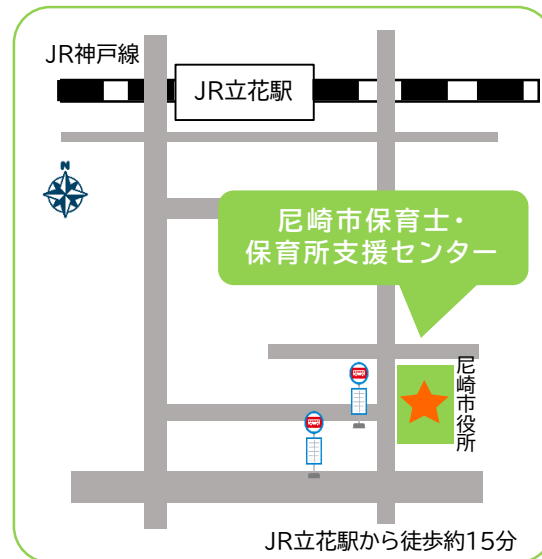 JR神戸線
JR立花駅
N
尼崎市保育士・
保育所支援センター
尼崎市役所
JR立花駅から徒歩約15分